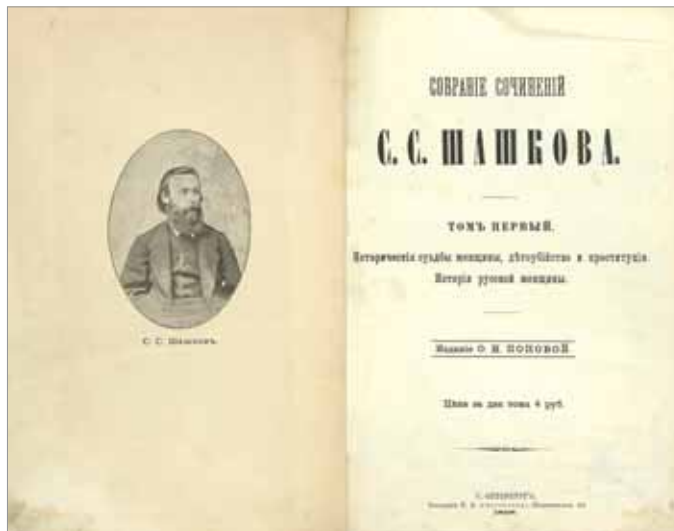 С. С. Шашковъ.
СОБРАНІЕ СОЧИНЕНІЙ
С. С. ШАШКОВА.
ТОМЪ ПЕРВЫЙ.
Историческія судьбы женщины, дѣтоубійство и проституція.
Исторія русской женщины.
Изданіе О. Н. ПОПОВОЙ
Цѣна за два тома 4 руб.
С.-ПЕТЕРБУРГЪ.